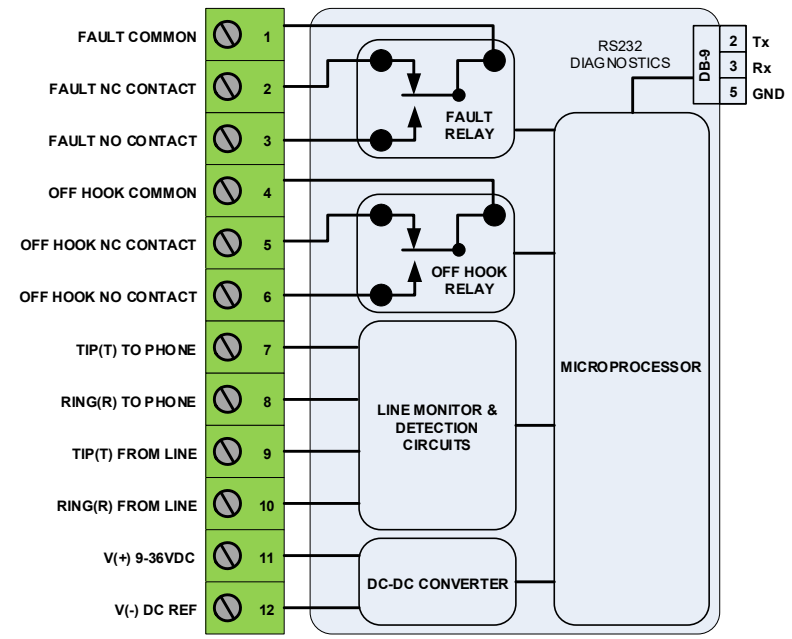 FAULT COMMON 1
FAULT NC CONTACT 2
FAULT NO CONTACT 3
OFF HOOK COMMON 4
OFF HOOK NC CONTACT 5
OFF HOOK NO CONTACT 6
TIP(T) TO PHONE 7
RING(R) TO PHONE 8
TIP(T) FROM LINE 9
RING(R) FROM LINE 10
V(+) 9-36VDC 11
V(-) DC REF 12
FAULT
RELAY
OFF HOOK
RELAY
LINE MONITOR &
DETECTION
CIRCUITS
DC-DC CONVERTER
RS232
DIAGNOSTICS
MICROPROCESSOR
DB-9
2 Tx
3 Rx
5 GND